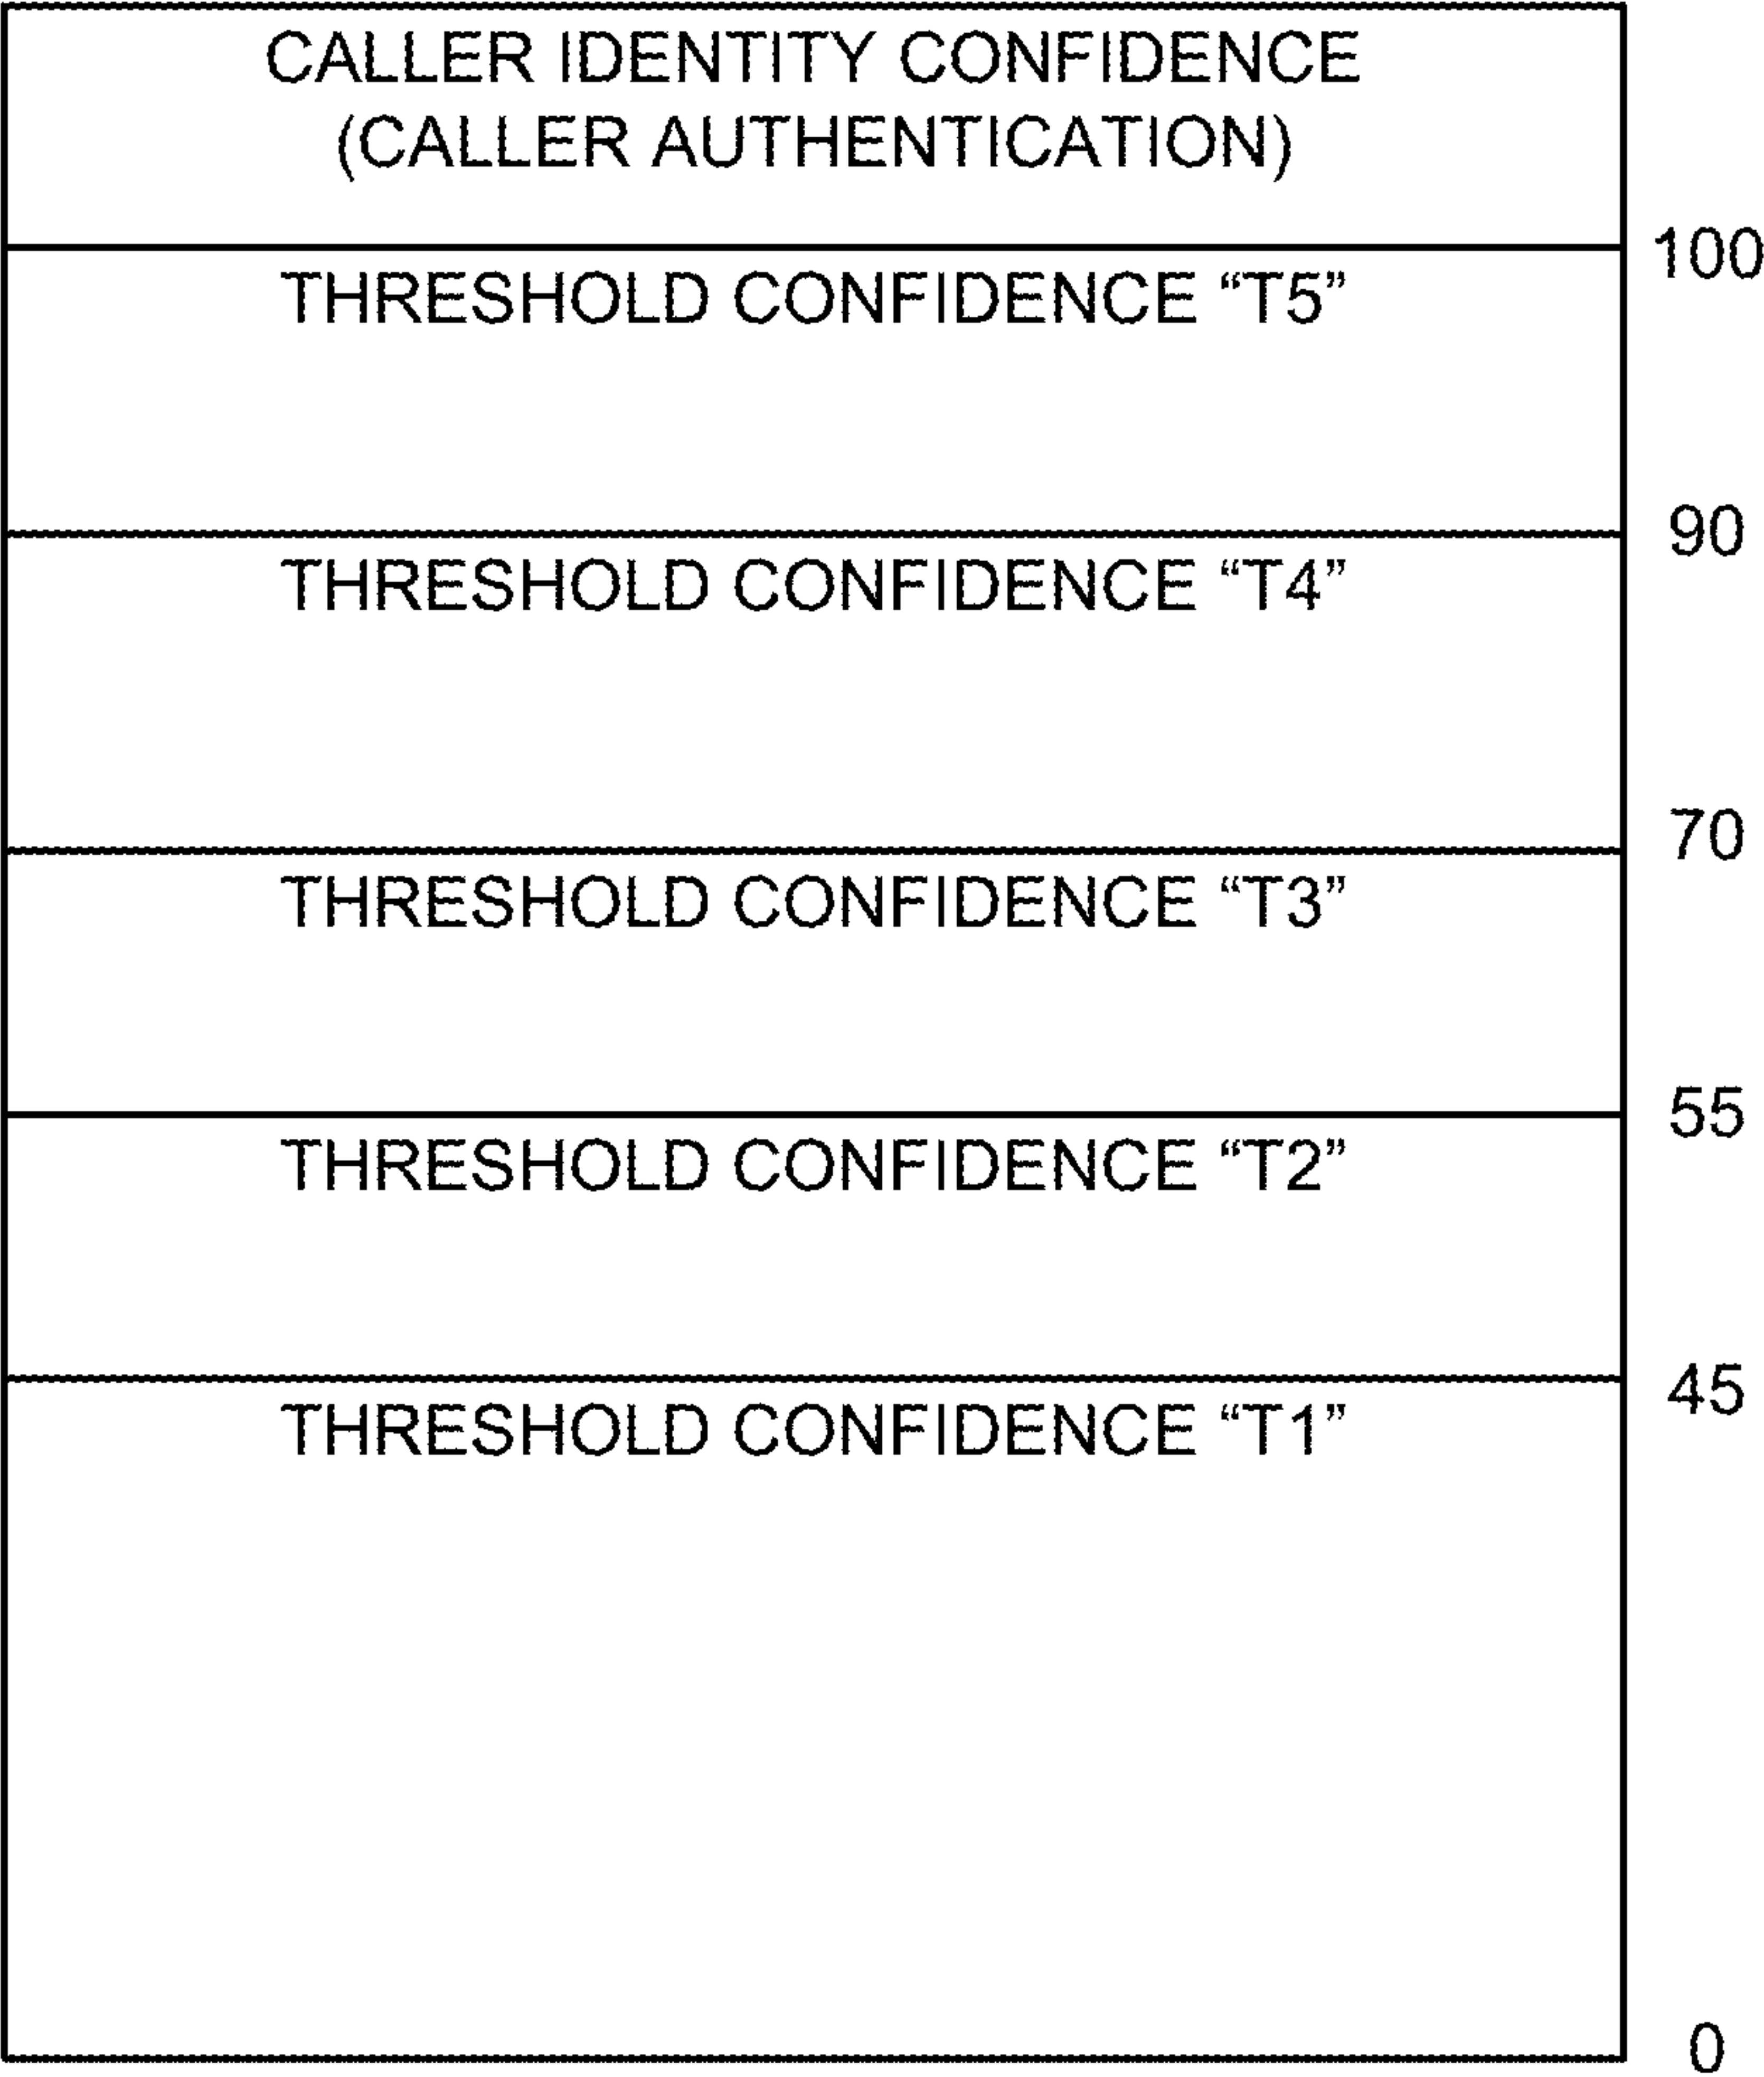 CALLER IDENTITY CONFIDENCE
(CALLER AUTHENTICATION)
100
THRESHOLD CONFIDENCE “T5”
90
THRESHOLD CONFIDENCE “T4”
70
THRESHOLD CONFIDENCE “T3”
55
THRESHOLD CONFIDENCE “T2”
45
THRESHOLD CONFIDENCE “T1”
0